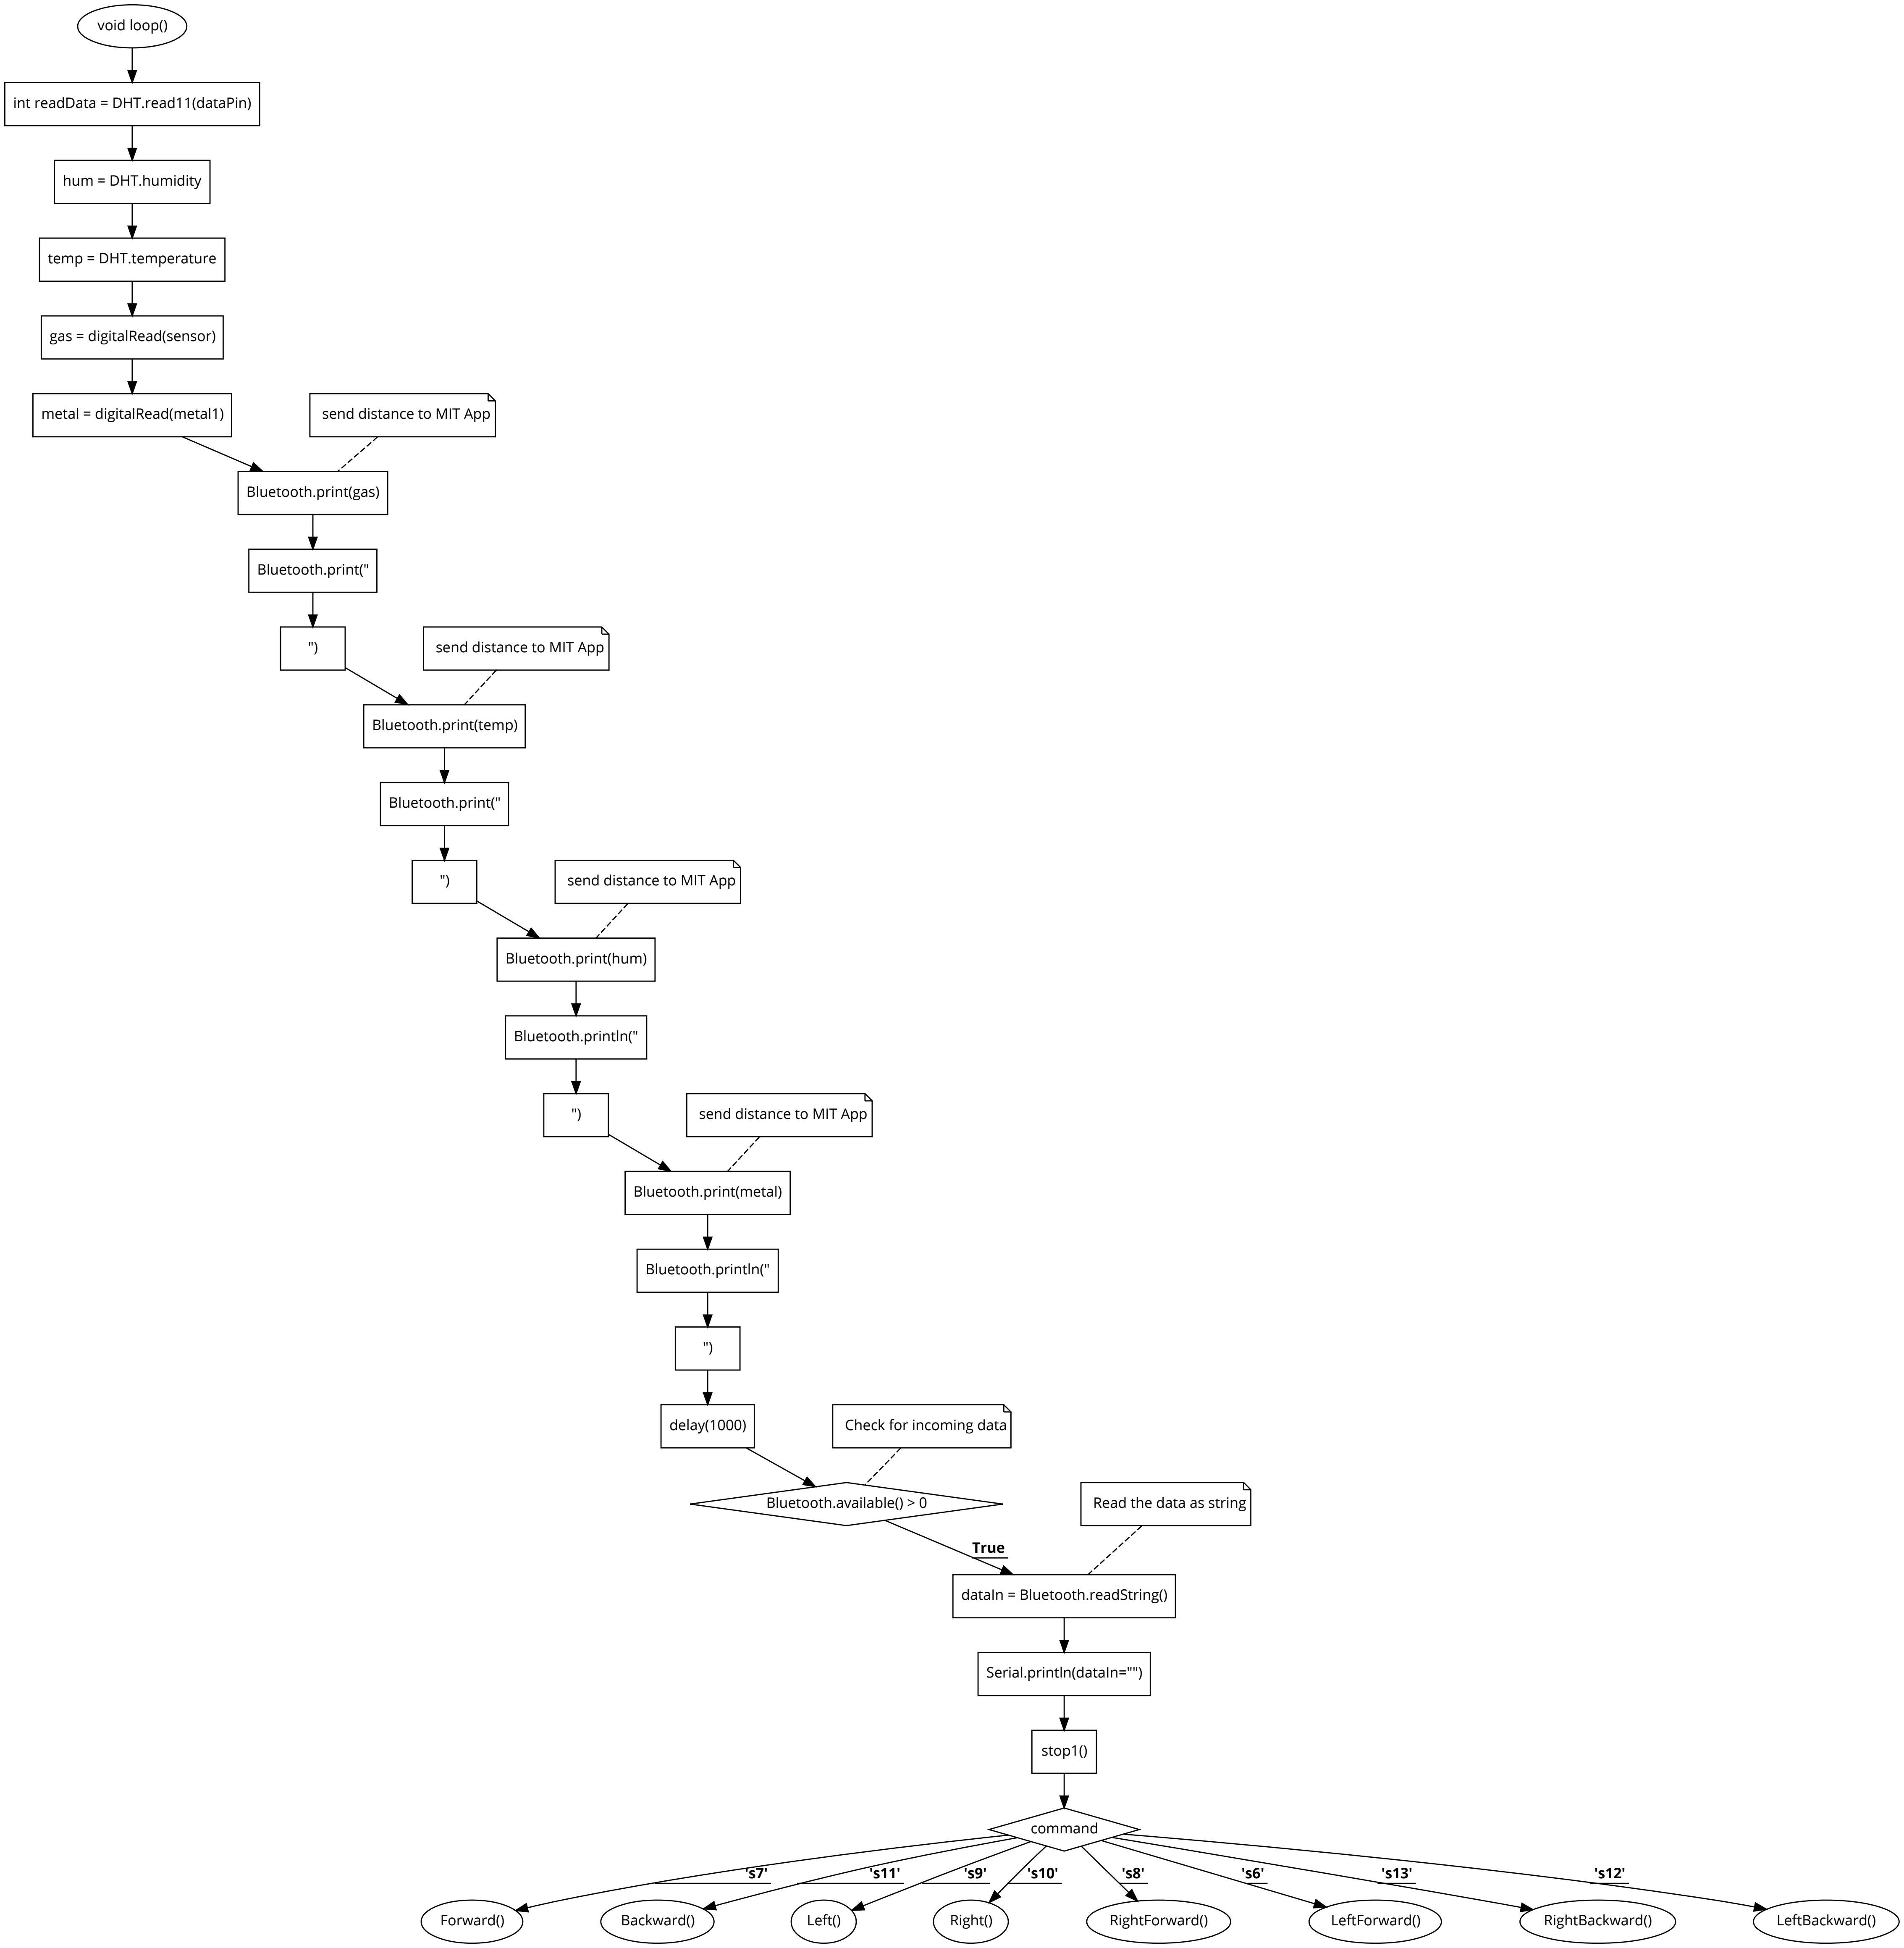 void loop()
int readData = DHT.read11(dataPin)
hum = DHT.humidity
temp = DHT.temperature
gas = digitalRead(sensor)
metal = digitalRead(metal1)
send distance to MIT App
Bluetooth.print(gas)
Bluetooth.print("
")
send distance to MIT App
Bluetooth.print(temp)
Bluetooth.print("
")
send distance to MIT App
Bluetooth.print(hum)
Bluetooth.println("
")
send distance to MIT App
Bluetooth.print(metal)
Bluetooth.println("
")
delay(1000)
Check for incoming data
Bluetooth.available() > 0
Read the data as string
True
dataIn = Bluetooth.readString()
Serial.println(dataIn="")
stop1()
command
's7' 's11' 's9' 's10' 's8' 's6' 's13' 's12'
Forward() Backward() Left() Right() RightForward() LeftForward() RightBackward() LeftBackward()